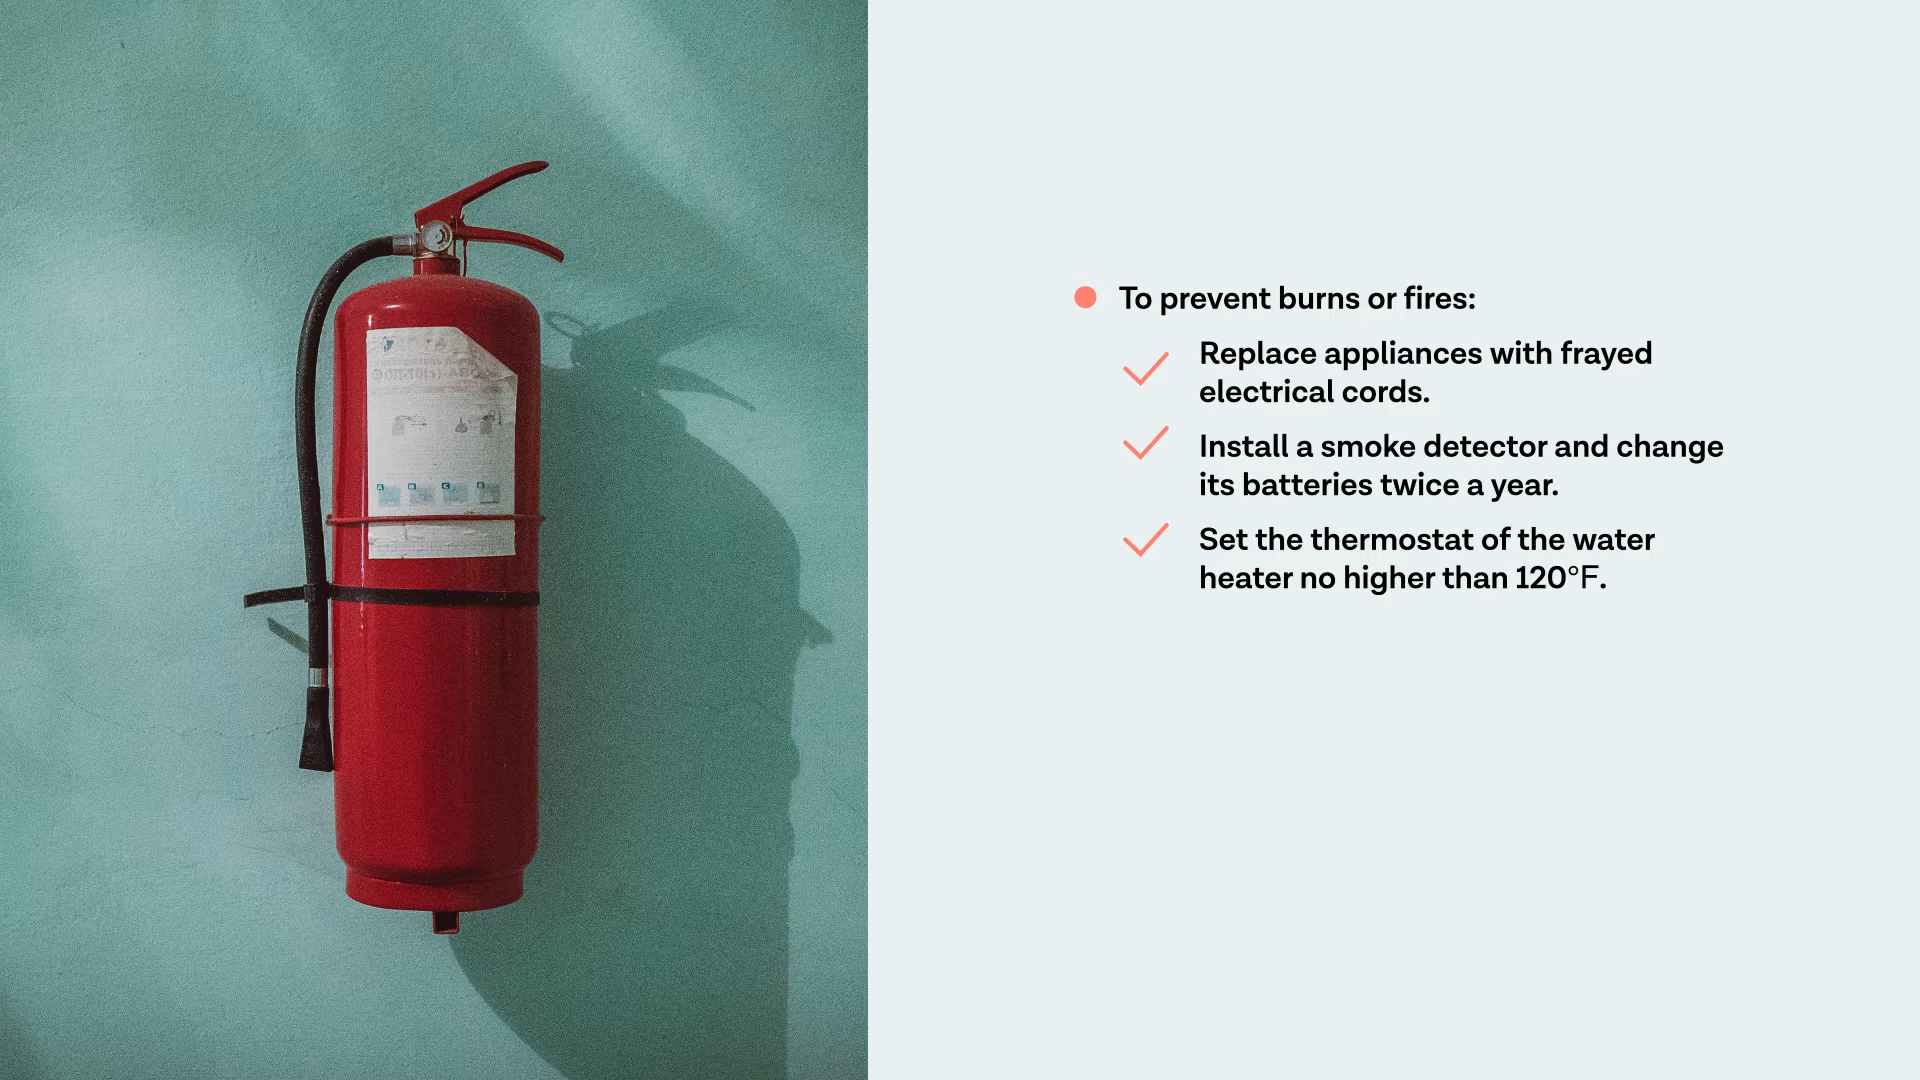 To prevent burns or fires:
Replace appliances with frayed
electrical cords.
Install a smoke detector and change
its batteries twice a year.
Set the thermostat of the water
heater no higher than 120°F.